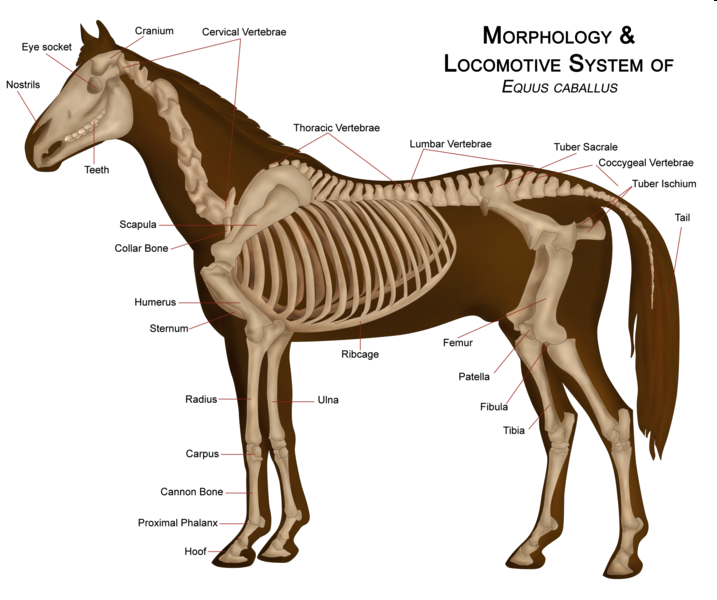 MORPHOLOGY &
LOCOMOTIVE SYSTEM OF
EQUUS CABALLUS
Cranium
Cervical Vertebrae
Eye socket
Nostrils
Teeth
Thoracic Vertebrae
Lumbar Vertebrae
Tuber Sacrale
Coccygeal Vertebrae
Tuber Ischium
Tail
Scapula
Collar Bone
Humerus
Sternum
Ribcage
Femur
Patella
Fibula
Tibia
Radius
Ulna
Carpus
Cannon Bone
Proximal Phalanx
Hoof